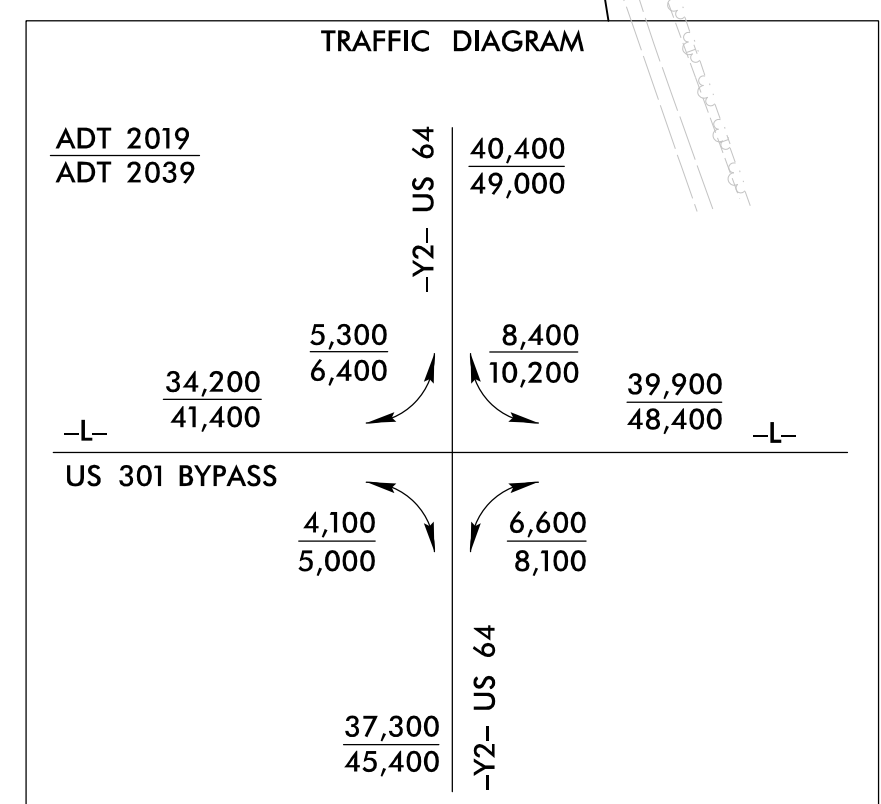 TRAFFIC DIAGRAM
ADT 2019
ADT 2039
-Y2- US 64
40,400
49,000
5,300
6,400
8,400
10,200
34,200
41,400
39,900
48,400
-L-
-L-
US 301 BYPASS
4,100
5,000
6,600
8,100
-Y2- US 64
37,300
45,400